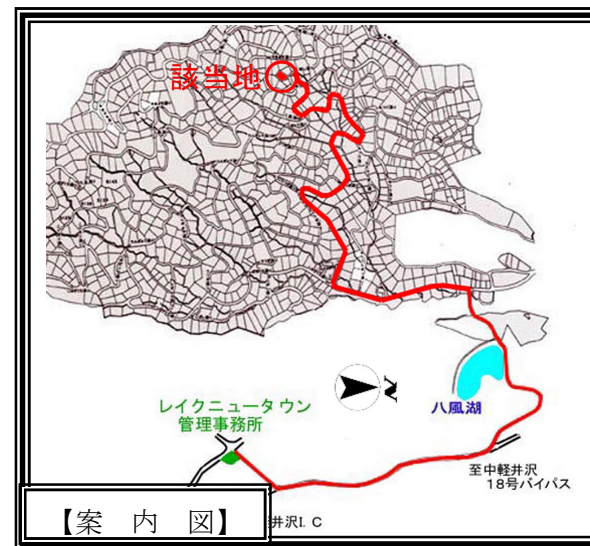 該当地
N
レイクニュータウン
管理事務所
八風湖
至中軽井沢
18号バイパス
井沢I. C
【案 内 図】